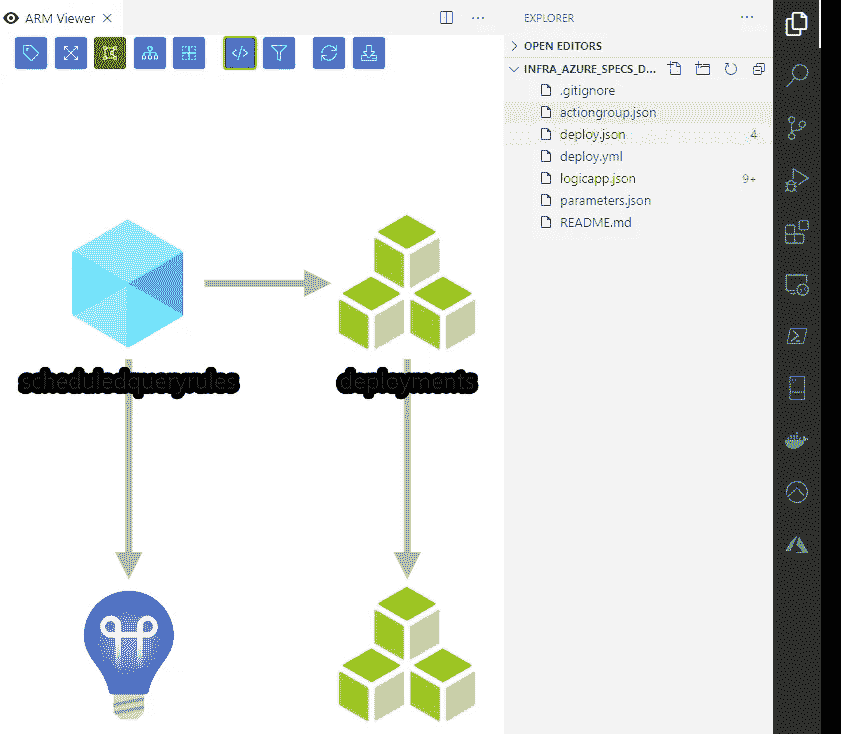 ARM Viewer
EXPLORER
OPEN EDITORS
INFRA_AZURE_SPECS_D...
.gitignore
actiongroup.json
deploy.json 4
deploy.yml
logicapp.json 9+
parameters.json
README.md
scheduledqueryrules
deployments